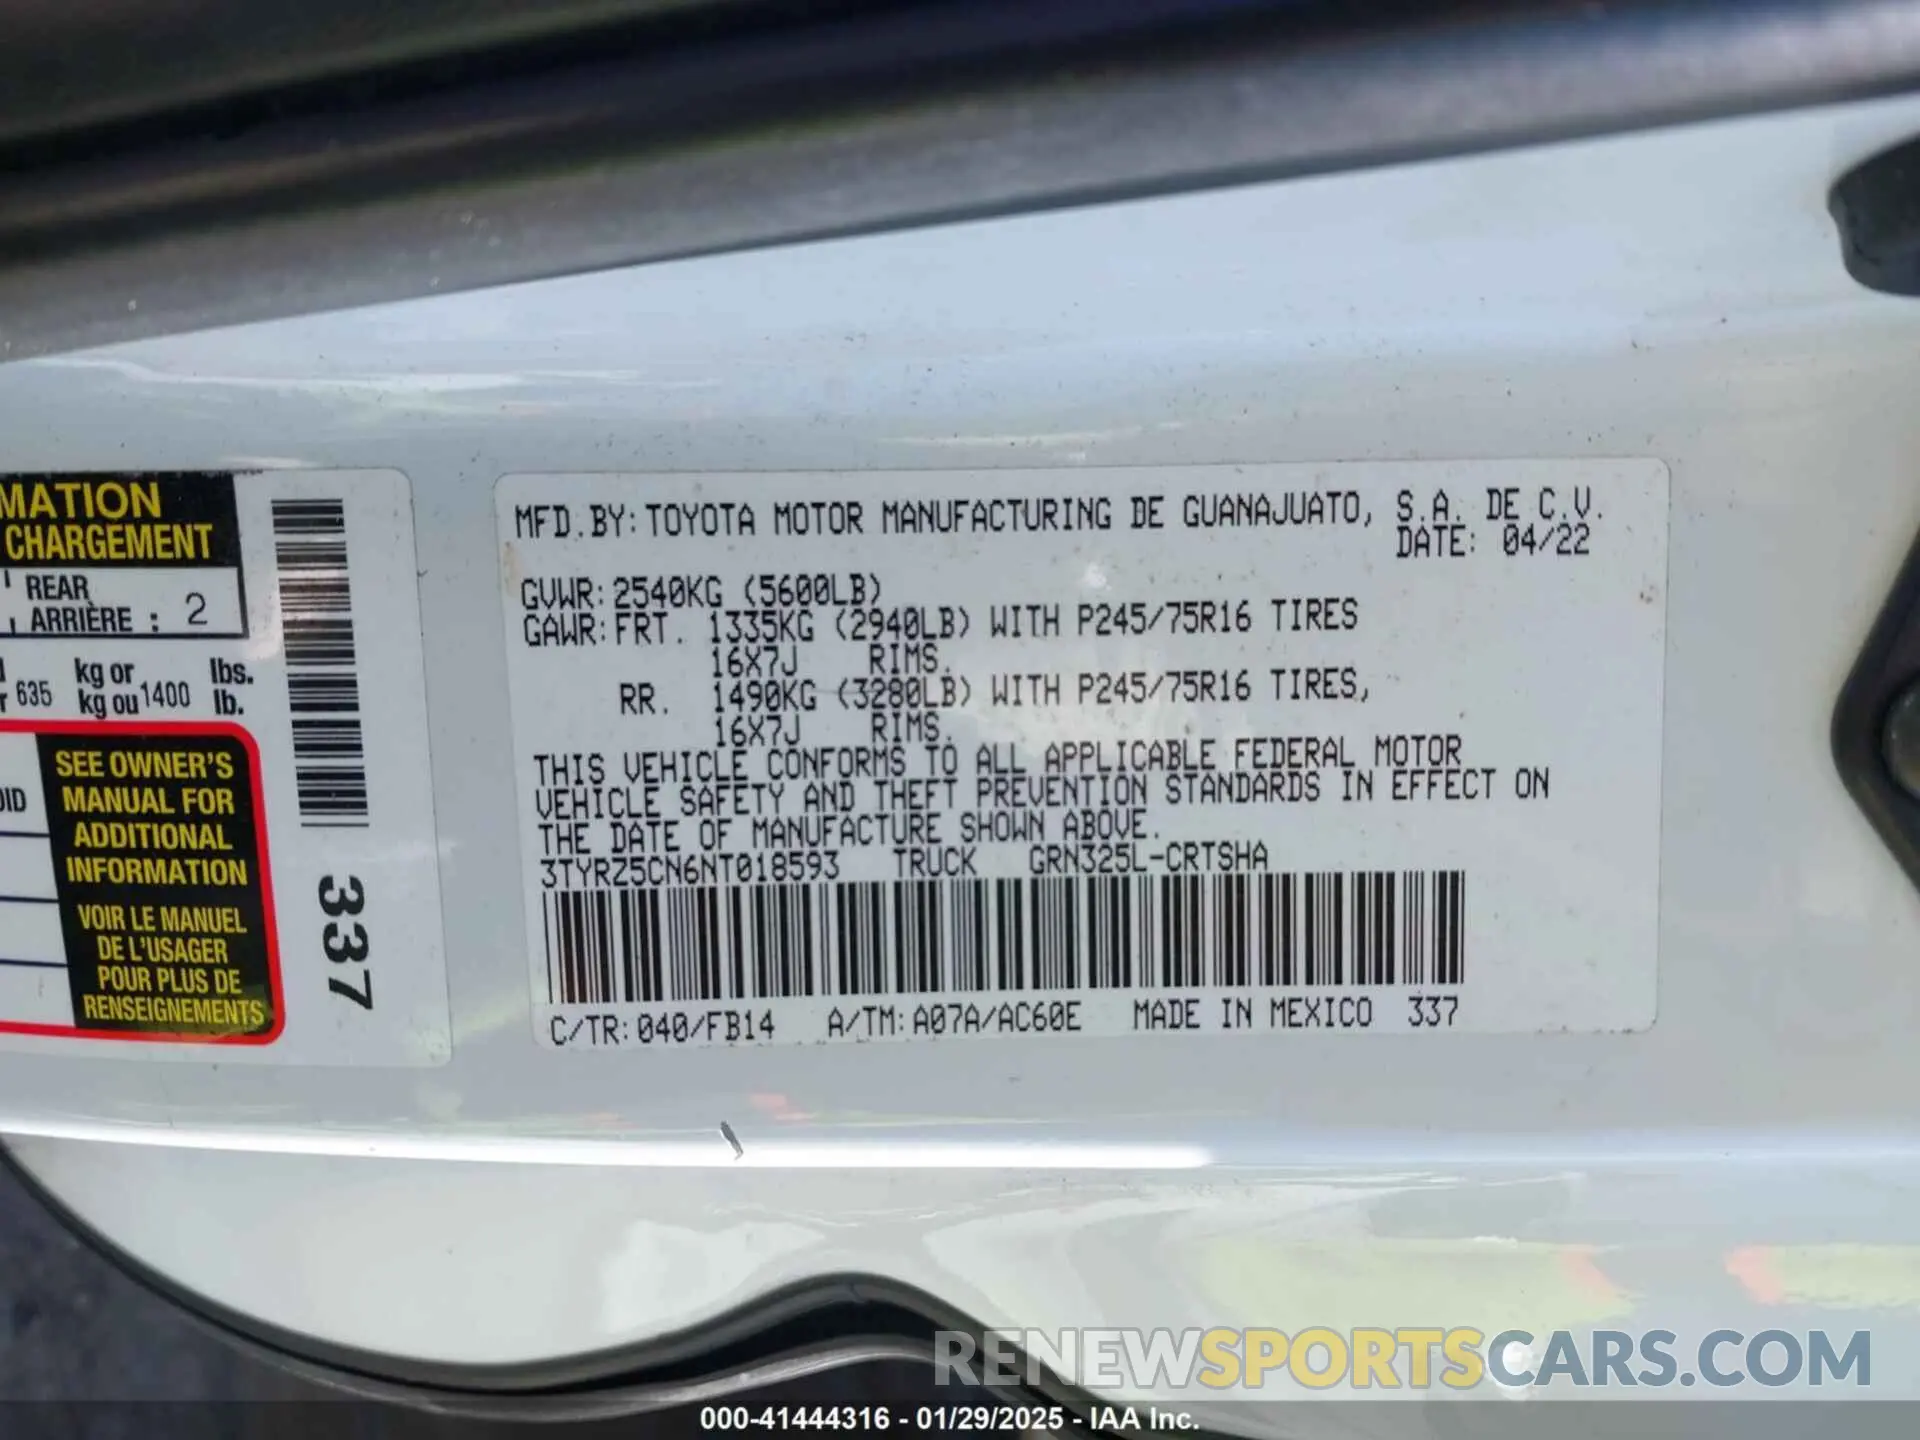 MATION
CHARGEMENT
REAR
ARRIÈRE : 2
kg or lbs.
635 kg ou 1400 lb.
SEE OWNER'S
MANUAL FOR
ADDITIONAL
INFORMATION
VOIR LE MANUEL
DE L'USAGER
POUR PLUS DE
RENSEIGNEMENTS
337
MFD.BY:TOYOTA MOTOR MANUFACTURING DE GUANAJUATO, S.A. DE C.V.
DATE: 04/22
GVWR:2540KG (5600LB)
GAWR:FRT. 1335KG (2940LB) WITH P245/75R16 TIRES
16X7J RIMS.
RR. 1490KG (3280LB) WITH P245/75R16 TIRES,
16X7J RIMS.
THIS VEHICLE CONFORMS TO ALL APPLICABLE FEDERAL MOTOR
VEHICLE SAFETY AND THEFT PREVENTION STANDARDS IN EFFECT ON
THE DATE OF MANUFACTURE SHOWN ABOVE.
3TYRZ5CN6NT018593 TRUCK GRN325L-CRTSHA
C/TR:040/FB14 A/TM:A07A/AC60E MADE IN MEXICO 337
RENEWSPORTSCARS.COM
000-41444316 - 01/29/2025 - IAA Inc.